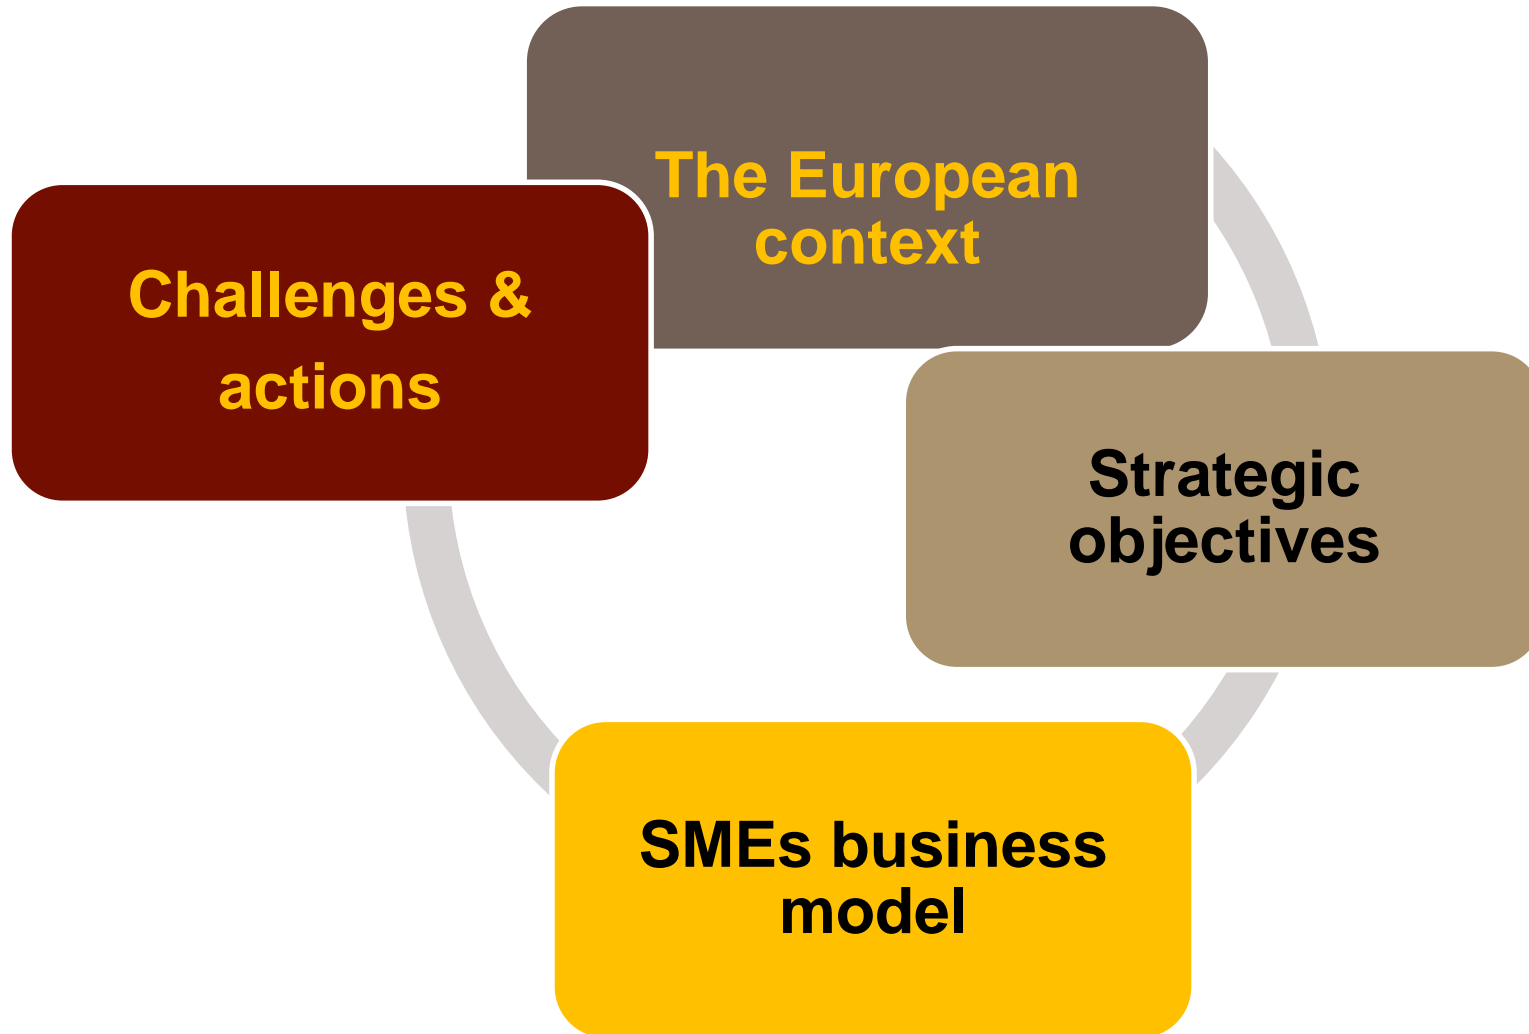 The European
context
Challenges &
actions
Strategic
objectives
SMEs business
model